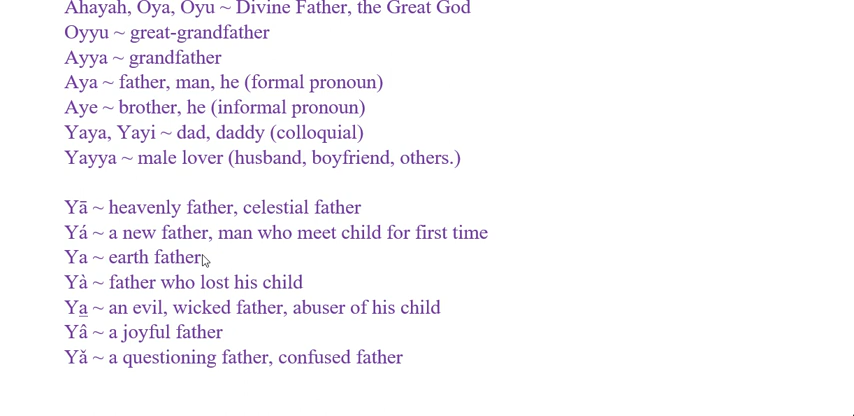 Ahayah, Oya, Oyu ~ Divine Father, the Great God
Oyyu ~ great-grandfather
Ayya ~ grandfather
Aya ~ father, man, he (formal pronoun)
Aye ~ brother, he (informal pronoun)
Yaya, Yayi ~ dad, daddy (colloquial)
Yayya ~ male lover (husband, boyfriend, others.)
Yā ~ heavenly father, celestial father
Yá ~ a new father, man who meet child for first time
Ya ~ earth father
Yà ~ father who lost his child
Ya̲ ~ an evil, wicked father, abuser of his child
Yâ ~ a joyful father
Yǎ ~ a questioning father, confused father